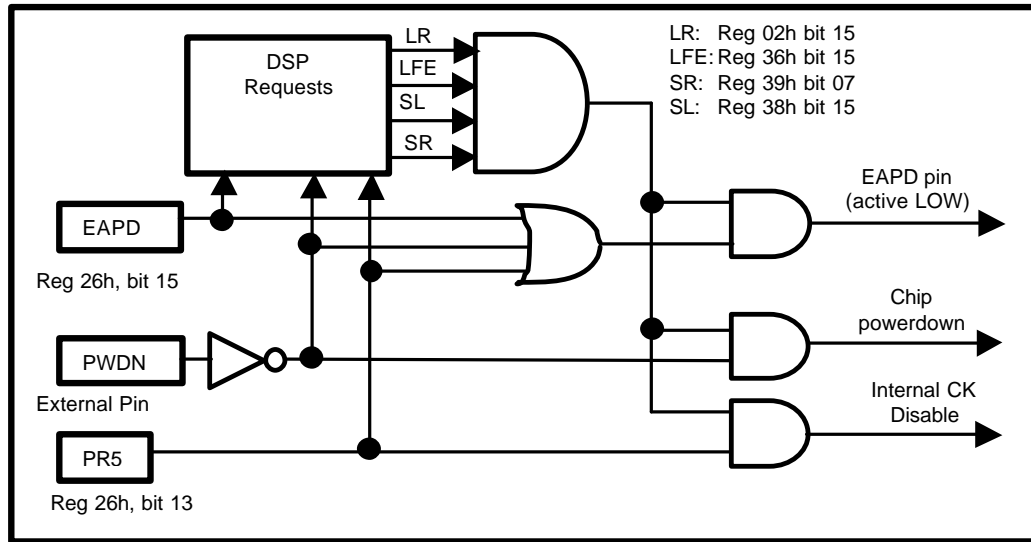 DSP
Requests
LR
LFE
SL
SR
LR: Reg 02h bit 15
LFE: Reg 36h bit 15
SR: Reg 39h bit 07
SL: Reg 38h bit 15
EAPD
Reg 26h, bit 15
EAPD pin
(active LOW)
PWDN
External Pin
Chip
powerdown
PR5
Reg 26h, bit 13
Internal CK
Disable